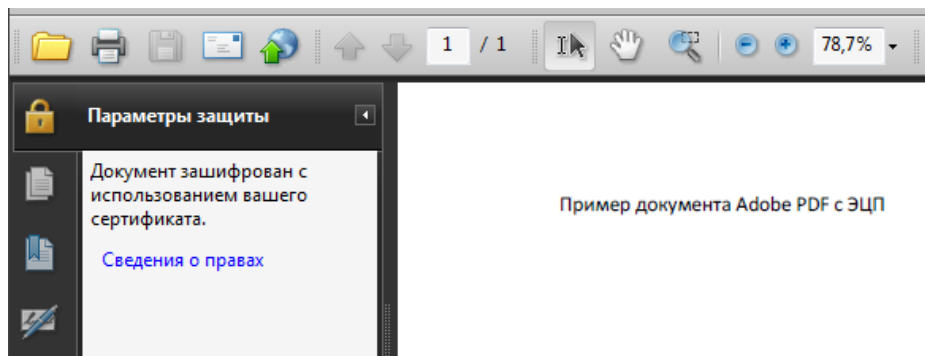 1 / 1 78,7%
Параметры защиты
Документ зашифрован с
использованием вашего
сертификата.
Сведения о правах
Пример документа Adobe PDF с ЭЦП